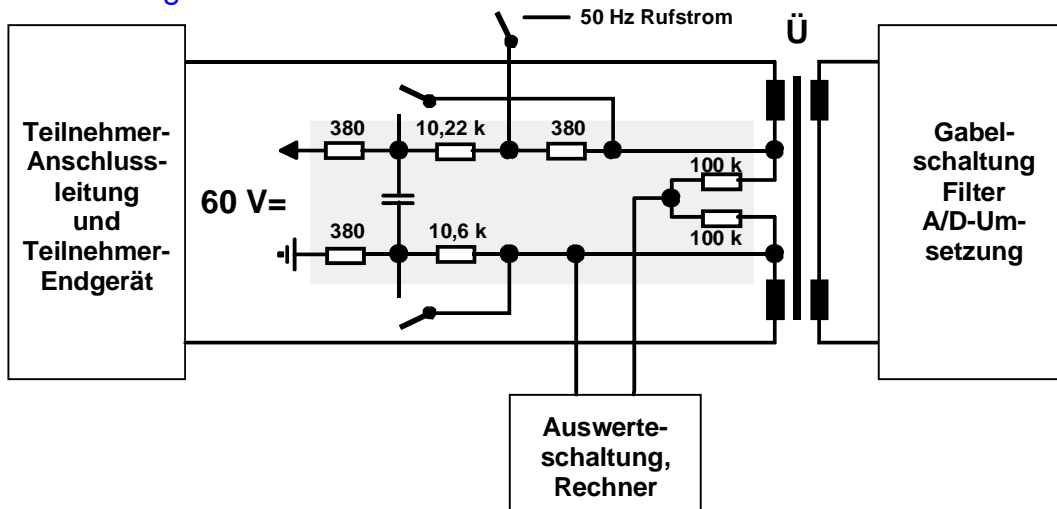 50 Hz Rufstrom
Ü
Teilnehmer-
Anschluss-
leitung
und
Teilnehmer-
Endgerät
380
10,22 k
380
100 k
60 V=
380
10,6 k
100 k
Gabel-
schaltung
Filter
A/D-Um-
setzung
Auswerte-
schaltung,
Rechner